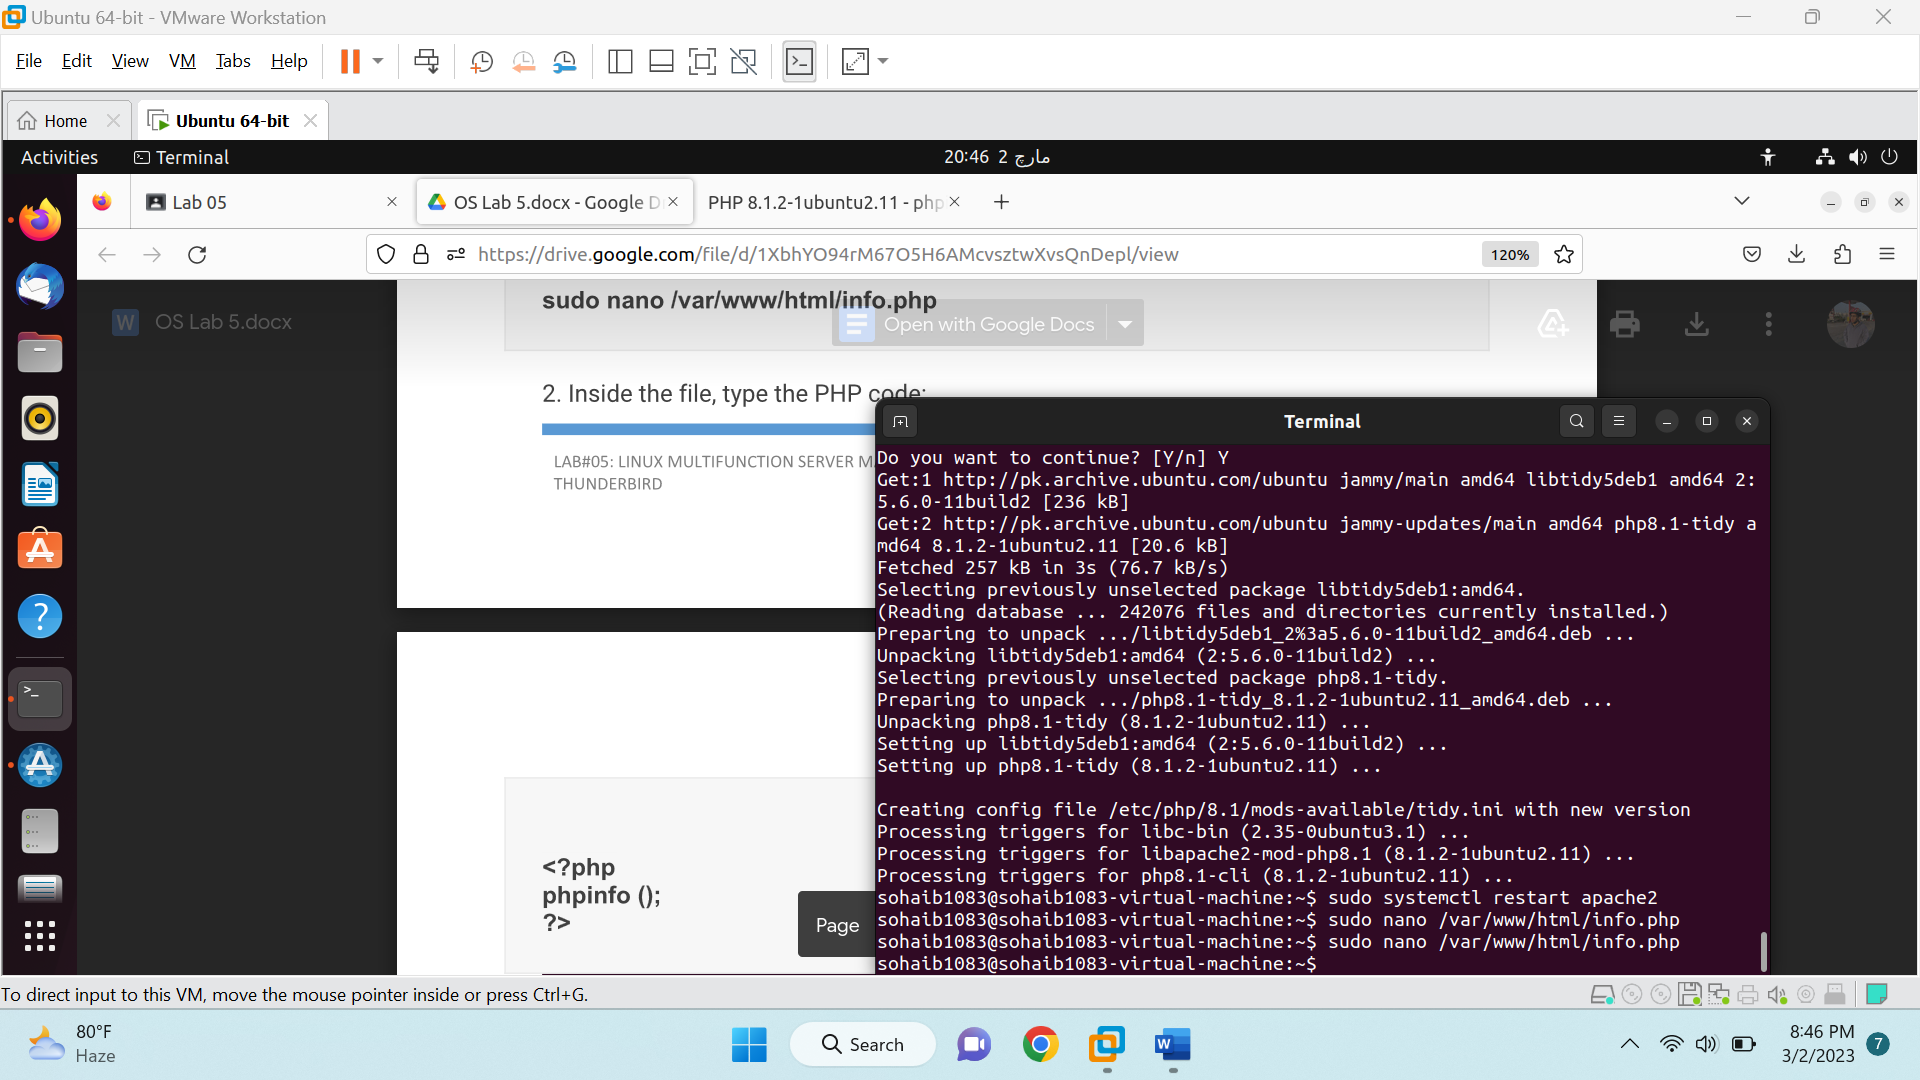 Ubuntu 64-bit - VMware Workstation
File Edit View VM Tabs Help
Home
Ubuntu 64-bit
Activities
Terminal
20:46 2 مارچ
Lab 05
OS Lab 5.docx - Google D
PHP 8.1.2-1ubuntu2.11 - php
https://drive.google.com/file/d/1XbhYO94rM67O5H6AMcvsztwXvsQnDepl/view
120%
sudo nano /var/www/html/info.php
W OS Lab 5.docx
Open with Google Docs
2. Inside the file, type the PHP code:
LAB#05: LINUX MULTIFUNCTION SERVER M
THUNDERBIRD
<?php
phpinfo ();
?>
Page
Terminal
Do you want to continue? [Y/n] Y
Get:1 http://pk.archive.ubuntu.com/ubuntu jammy/main amd64 libtidy5deb1 amd64 2:
5.6.0-11build2 [236 kB]
Get:2 http://pk.archive.ubuntu.com/ubuntu jammy-updates/main amd64 php8.1-tidy a
md64 8.1.2-1ubuntu2.11 [20.6 kB]
Fetched 257 kB in 3s (76.7 kB/s)
Selecting previously unselected package libtidy5deb1:amd64.
(Reading database ... 242076 files and directories currently installed.)
Preparing to unpack .../libtidy5deb1_2%3a5.6.0-11build2_amd64.deb ...
Unpacking libtidy5deb1:amd64 (2:5.6.0-11build2) ...
Selecting previously unselected package php8.1-tidy.
Preparing to unpack .../php8.1-tidy_8.1.2-1ubuntu2.11_amd64.deb ...
Unpacking php8.1-tidy (8.1.2-1ubuntu2.11) ...
Setting up libtidy5deb1:amd64 (2:5.6.0-11build2) ...
Setting up php8.1-tidy (8.1.2-1ubuntu2.11) ...
Creating config file /etc/php/8.1/mods-available/tidy.ini with new version
Processing triggers for libc-bin (2.35-0ubuntu3.1) ...
Processing triggers for libapache2-mod-php8.1 (8.1.2-1ubuntu2.11) ...
Processing triggers for php8.1-cli (8.1.2-1ubuntu2.11) ...
sohaib1083@sohaib1083-virtual-machine:~$ sudo systemctl restart apache2
sohaib1083@sohaib1083-virtual-machine:~$ sudo nano /var/www/html/info.php
sohaib1083@sohaib1083-virtual-machine:~$ sudo nano /var/www/html/info.php
sohaib1083@sohaib1083-virtual-machine:~$
To direct input to this VM, move the mouse pointer inside or press Ctrl+G.
80°F
Haze
Search
8:46 PM
3/2/2023
7